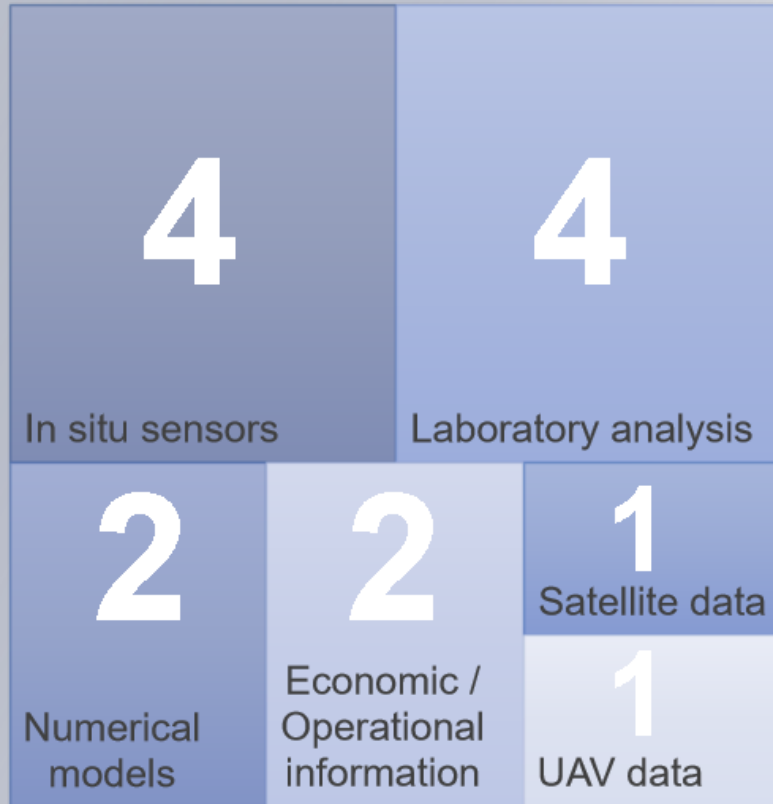 4
In situ sensors
4
Laboratory analysis
2
Numerical
models
2
Economic /
Operational
information
1
Satellite data
1
UAV data